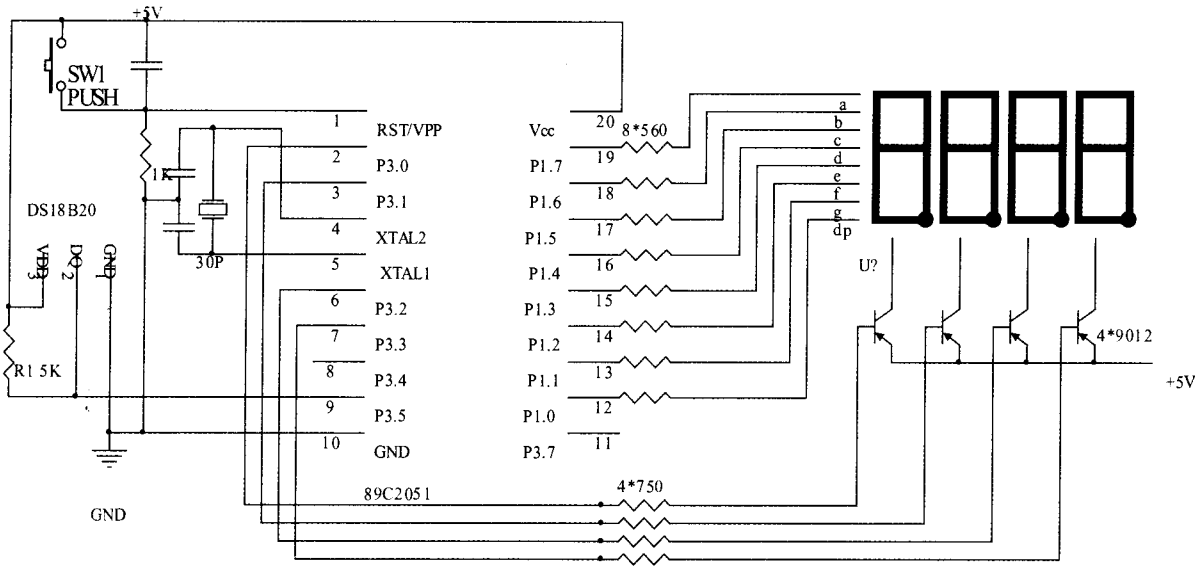 +5V
SW1
PUSH
1K
30P
DS18B20
VDD
3
DQ
2
GND
1
R1 5K
GND
1
RST/VPP
2
P3.0
3
P3.1
4
XTAL2
5
XTAL1
6
P3.2
7
P3.3
8
P3.4
9
P3.5
10
GND
89C2051
20
Vcc
19
P1.7
18
P1.6
17
P1.5
16
P1.4
15
P1.3
14
P1.2
13
P1.1
12
P1.0
11
P3.7
8*560
4*750
a
b
c
d
e
f
g
dp
U?
4*9012
+5V